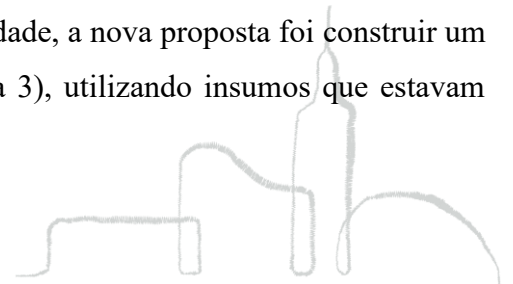 dade, a nova proposta foi construir um
a 3), utilizando insumos que estavam